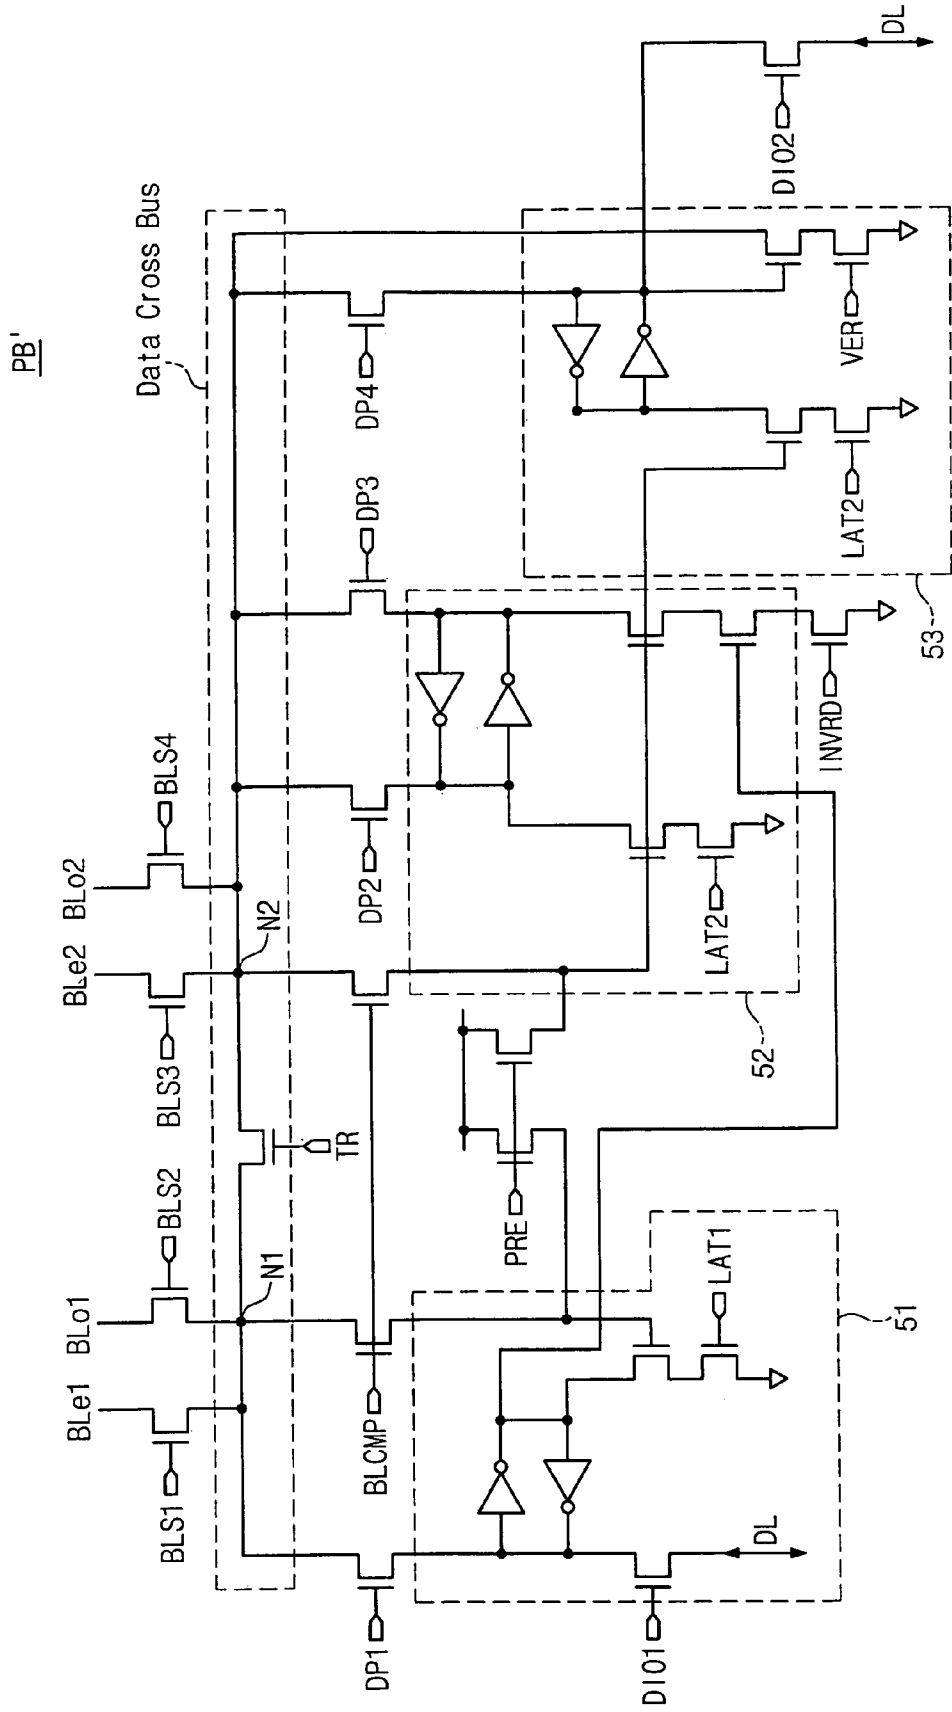 PB'
Data Cross Bus
BLe1
BLo1
BLe2
BLo2
BLS1
BLS2
BLS3
BLS4
N1
N2
TR
DP1
BLCMP
DP2
DP3
DP4
PRE
DIO1
DL
LAT1
LAT2
INVRD
LAT2
VER
DIO2
DL
51
52
53